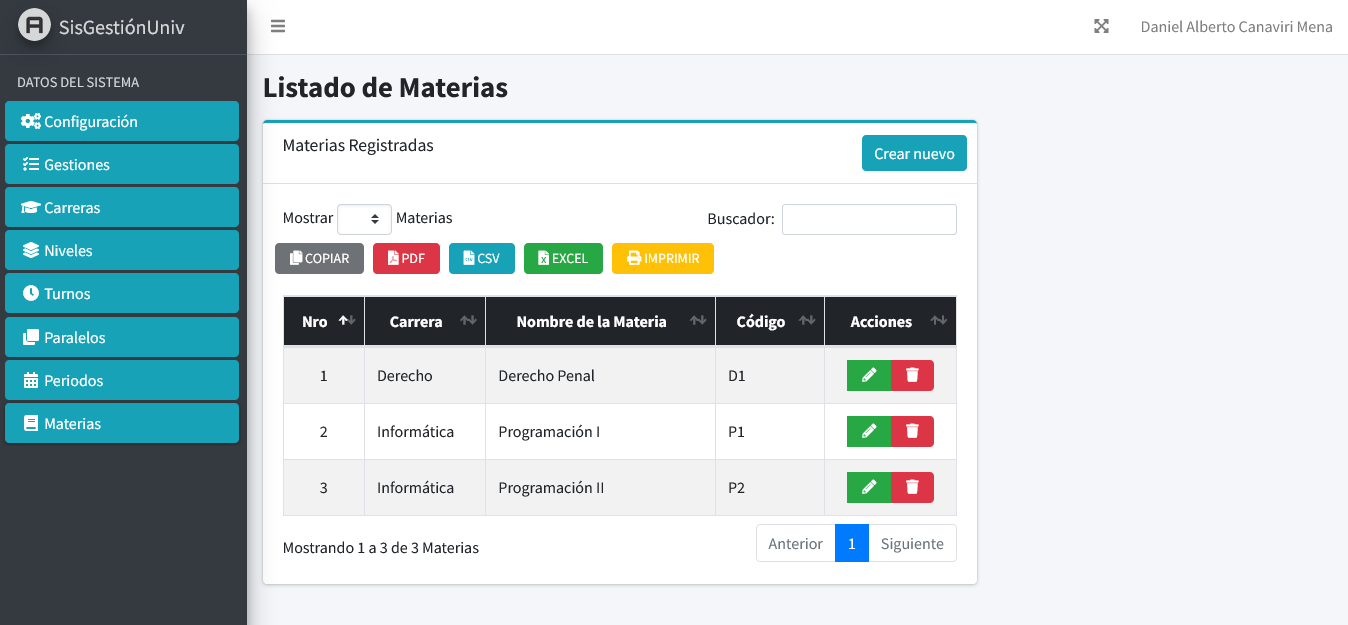 SisGestiónUniv
Daniel Alberto Canaviri Mena
DATOS DEL SISTEMA
Configuración
Gestiones
Carreras
Niveles
Turnos
Paralelos
Periodos
Materias
Listado de Materias
Materias Registradas
Crear nuevo
Mostrar Materias Buscador:
COPIAR PDF CSV EXCEL IMPRIMIR
Nro Carrera Nombre de la Materia Código Acciones
1 Derecho Derecho Penal D1
2 Informática Programación I P1
3 Informática Programación II P2
Mostrando 1 a 3 de 3 Materias
Anterior 1 Siguiente